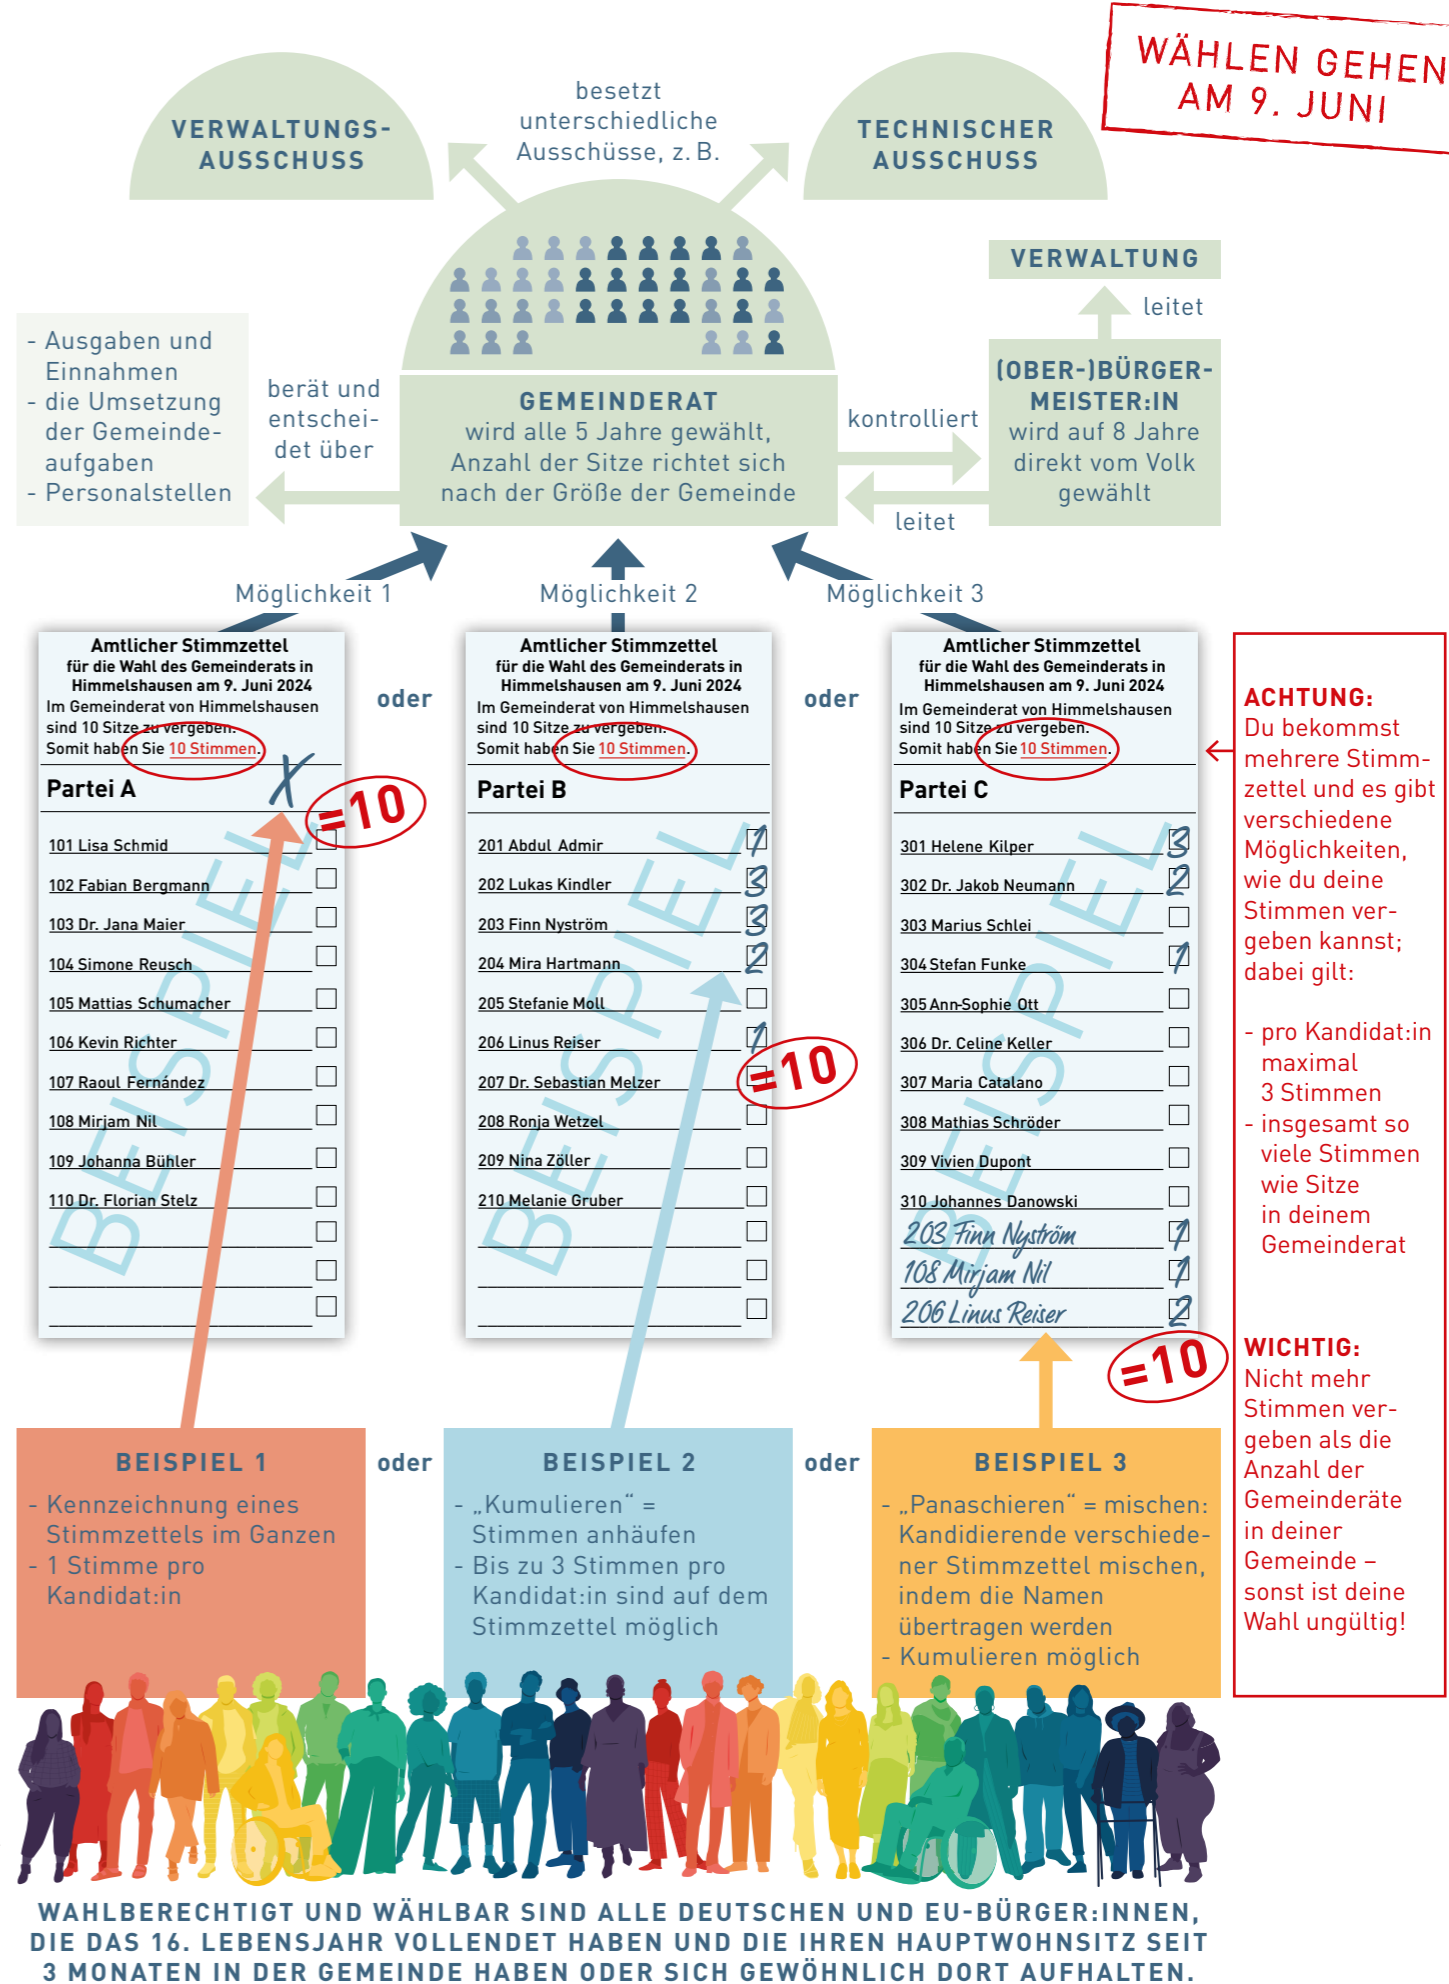 WÄHLEN GEHEN
AM 9. JUNI
VERWALTUNGS-
AUSSCHUSS
besetzt
unterschiedliche
Ausschüsse, z. B.
TECHNISCHER
AUSSCHUSS
VERWALTUNG
leitet
(OBER-)BÜRGER-
MEISTER:IN
wird auf 8 Jahre
direkt vom Volk
gewählt
- Ausgaben und
Einnahmen
- die Umsetzung
der Gemeinde-
aufgaben
- Personalstellen
berät und
entschei-
det über
GEMEINDERAT
wird alle 5 Jahre gewählt,
Anzahl der Sitze richtet sich
nach der Größe der Gemeinde
kontrolliert
leitet
Möglichkeit 1
Möglichkeit 2
Möglichkeit 3
Amtlicher Stimmzettel
für die Wahl des Gemeinderats in
Himmelshausen am 9. Juni 2024
Im Gemeinderat von Himmelshausen
sind 10 Sitze zu vergeben.
Somit haben Sie 10 Stimmen.
Partei A
X
=10
101 Lisa Schmid
102 Fabian Bergmann
103 Dr. Jana Maier
104 Simone Reusch
105 Mattias Schumacher
106 Kevin Richter
107 Raoul Fernández
108 Mirjam Nil
109 Johanna Bühler
110 Dr. Florian Stelz
BEISPIEL
oder
Amtlicher Stimmzettel
für die Wahl des Gemeinderats in
Himmelshausen am 9. Juni 2024
Im Gemeinderat von Himmelshausen
sind 10 Sitze zu vergeben.
Somit haben Sie 10 Stimmen.
Partei B
201 Abdul Admir 1
202 Lukas Kindler 3
203 Finn Nyström 3
204 Mira Hartmann 2
205 Stefanie Moll
206 Linus Reiser 1
=10
207 Dr. Sebastian Melzer
208 Ronja Wetzel
209 Nina Zöller
210 Melanie Gruber
BEISPIEL
oder
Amtlicher Stimmzettel
für die Wahl des Gemeinderats in
Himmelshausen am 9. Juni 2024
Im Gemeinderat von Himmelshausen
sind 10 Sitze zu vergeben.
Somit haben Sie 10 Stimmen.
Partei C
301 Helene Kilper 3
302 Dr. Jakob Neumann 2
303 Marius Schlei
304 Stefan Funke 1
305 Ann-Sophie Ott
306 Dr. Celine Keller
307 Maria Catalano
308 Mathias Schröder
309 Vivien Dupont
310 Johannes Danowski
203 Finn Nyström 1
108 Mirjam Nil 1
206 Linus Reiser 2
=10
BEISPIEL
ACHTUNG:
Du bekommst
mehrere Stimm-
zettel und es gibt
verschiedene
Möglichkeiten,
wie du deine
Stimmen ver-
geben kannst;
dabei gilt:
- pro Kandidat:in
maximal
3 Stimmen
- insgesamt so
viele Stimmen
wie Sitze
in deinem
Gemeinderat
WICHTIG:
Nicht mehr
Stimmen ver-
geben als die
Anzahl der
Gemeinderäte
in deiner
Gemeinde –
sonst ist deine
Wahl ungültig!
BEISPIEL 1
- Kennzeichnung eines
Stimmzettels im Ganzen
- 1 Stimme pro
Kandidat:in
oder
BEISPIEL 2
- „Kumulieren“ =
Stimmen anhäufen
- Bis zu 3 Stimmen pro
Kandidat:in sind auf dem
Stimmzettel möglich
oder
BEISPIEL 3
- „Panaschieren“ = mischen:
Kandidierende verschiede-
ner Stimmzettel mischen,
indem die Namen
übertragen werden
- Kumulieren möglich
WAHLBERECHTIGT UND WÄHLBAR SIND ALLE DEUTSCHEN UND EU-BÜRGER:INNEN,
DIE DAS 16. LEBENSJAHR VOLLENDET HABEN UND DIE IHREN HAUPTWOHNSITZ SEIT
3 MONATEN IN DER GEMEINDE HABEN ODER SICH GEWÖHNLICH DORT AUFHALTEN.